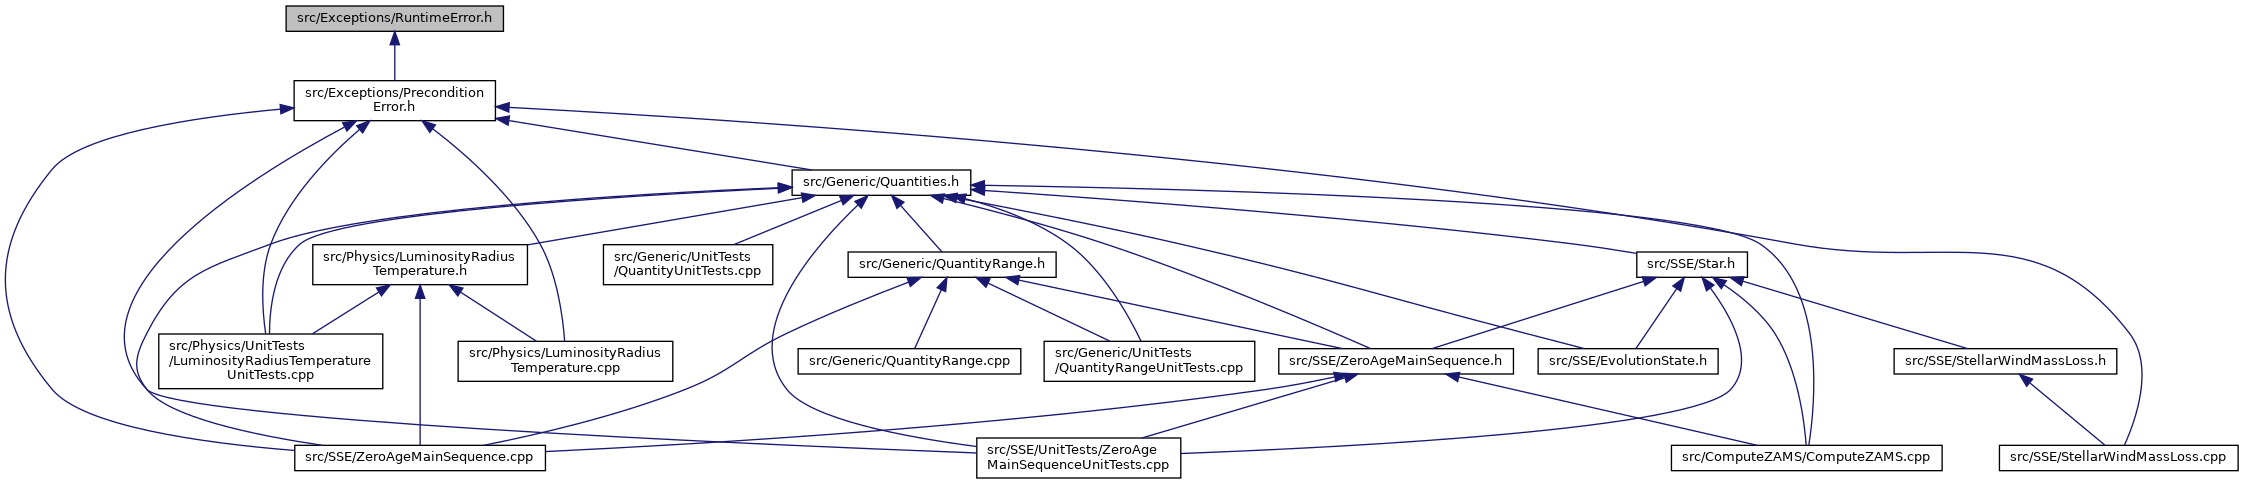 src/Exceptions/RuntimeError.h
src/Exceptions/Precondition
Error.h
src/Generic/Quantities.h
src/Physics/LuminosityRadius
Temperature.h
src/Generic/UnitTests
/QuantityUnitTests.cpp
src/Generic/QuantityRange.h
src/SSE/Star.h
src/Physics/UnitTests
/LuminosityRadiusTemperature
UnitTests.cpp
src/Physics/LuminosityRadius
Temperature.cpp
src/Generic/QuantityRange.cpp
src/Generic/UnitTests
/QuantityRangeUnitTests.cpp
src/SSE/ZeroAgeMainSequence.h
src/SSE/EvolutionState.h
src/SSE/StellarWindMassLoss.h
src/SSE/ZeroAgeMainSequence.cpp
src/SSE/UnitTests/ZeroAge
MainSequenceUnitTests.cpp
src/ComputeZAMS/ComputeZAMS.cpp
src/SSE/StellarWindMassLoss.cpp